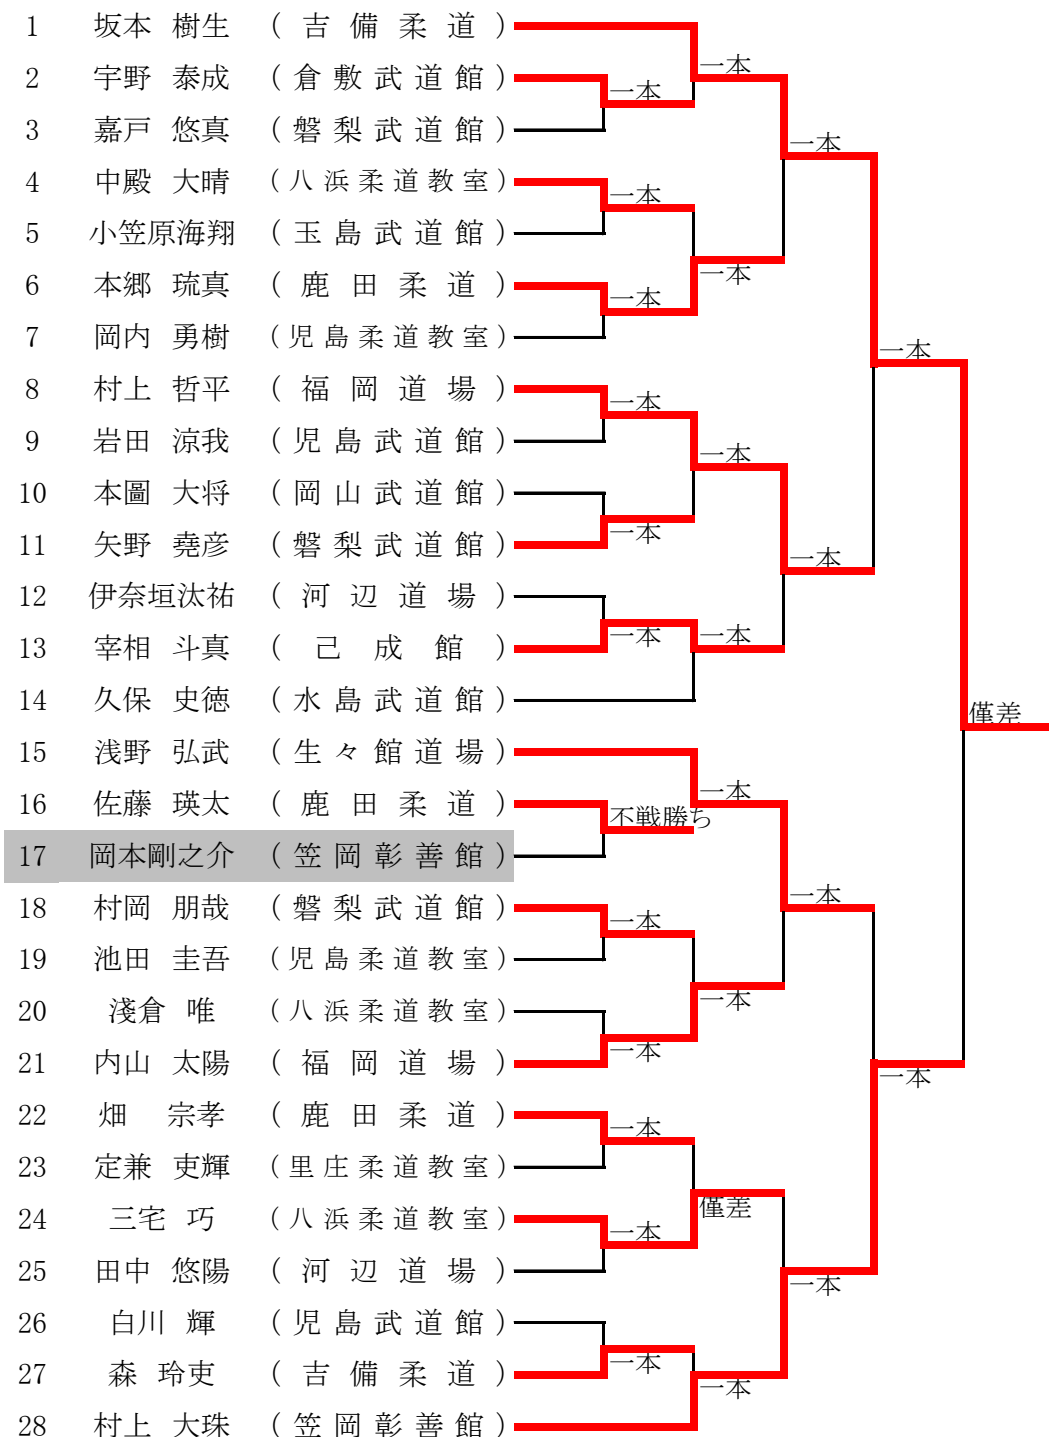 1 坂本 樹生 (吉備柔道)
一本
2 宇野 泰成 (倉敷武道館)
一本
3 嘉戸 悠真 (磐梨武道館)
一本
4 中殿 大晴 (八浜柔道教室)
一本
5 小笠原海翔 (玉島武道館)
一本
6 本郷 琉真 (鹿田柔道)
一本
7 岡内 勇樹 (児島柔道教室)
一本
8 村上 哲平 (福岡道場)
一本
9 岩田 涼我 (児島武道館)
一本
10 本圖 大将 (岡山武道館)
一本
11 矢野 堯彦 (磐梨武道館)
一本
12 伊奈垣汰祐 (河辺道場)
一本 一本
13 宰相 斗真 (己成館)
14 久保 史徳 (水島武道館)
僅差
15 浅野 弘武 (生々館道場)
一本
16 佐藤 瑛太 (鹿田柔道)
不戦勝ち
17 岡本剛之介 (笠岡彰善館)
一本
18 村岡 朋哉 (磐梨武道館)
一本
19 池田 圭吾 (児島柔道教室)
一本
20 淺倉 唯 (八浜柔道教室)
一本
21 内山 太陽 (福岡道場)
一本
22 畑 宗孝 (鹿田柔道)
一本
23 定兼 吏輝 (里庄柔道教室)
僅差
24 三宅 巧 (八浜柔道教室)
一本
25 田中 悠陽 (河辺道場)
一本
26 白川 輝 (児島武道館)
一本
27 森 玲吏 (吉備柔道)
一本
28 村上 大珠 (笠岡彰善館)